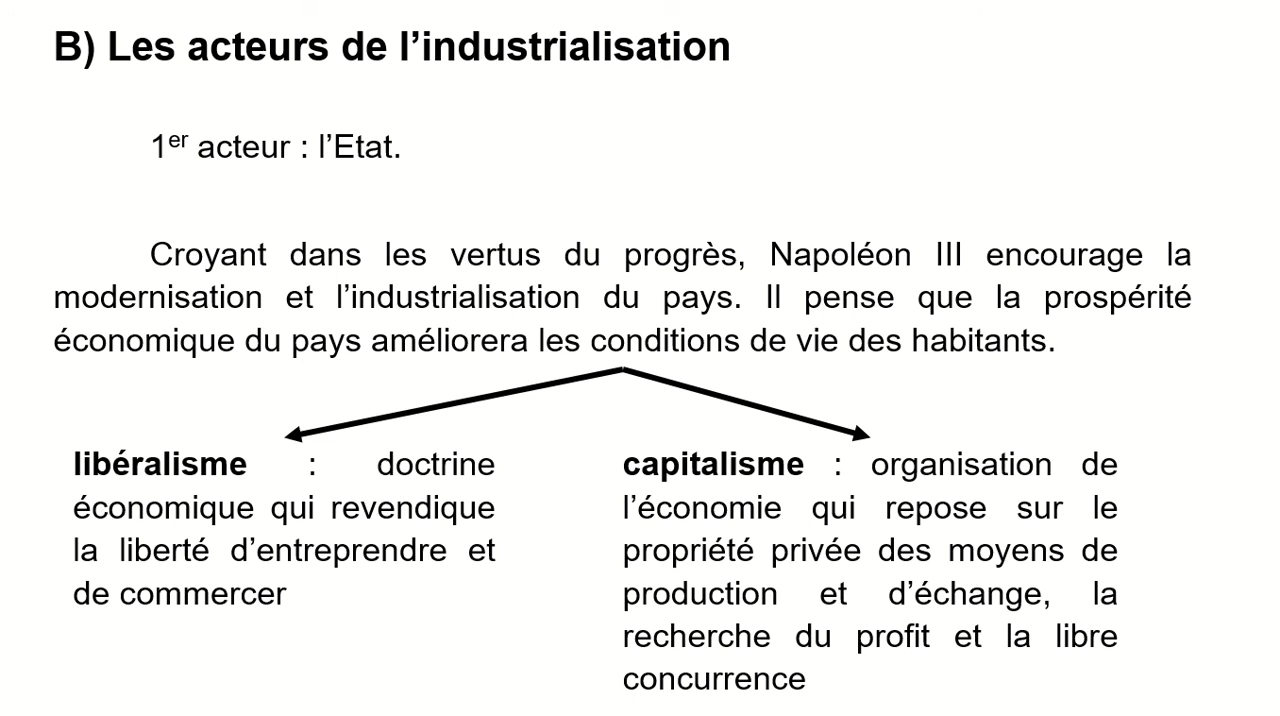 B) Les acteurs de l’industrialisation
1er acteur : l’Etat.
Croyant dans les vertus du progrès, Napoléon III encourage la
modernisation et l’industrialisation du pays. Il pense que la prospérité
économique du pays améliorera les conditions de vie des habitants.
libéralisme : doctrine
économique qui revendique
la liberté d’entreprendre et
de commercer
capitalisme : organisation de
l’économie qui repose sur le
propriété privée des moyens de
production et d’échange, la
recherche du profit et la libre
concurrence